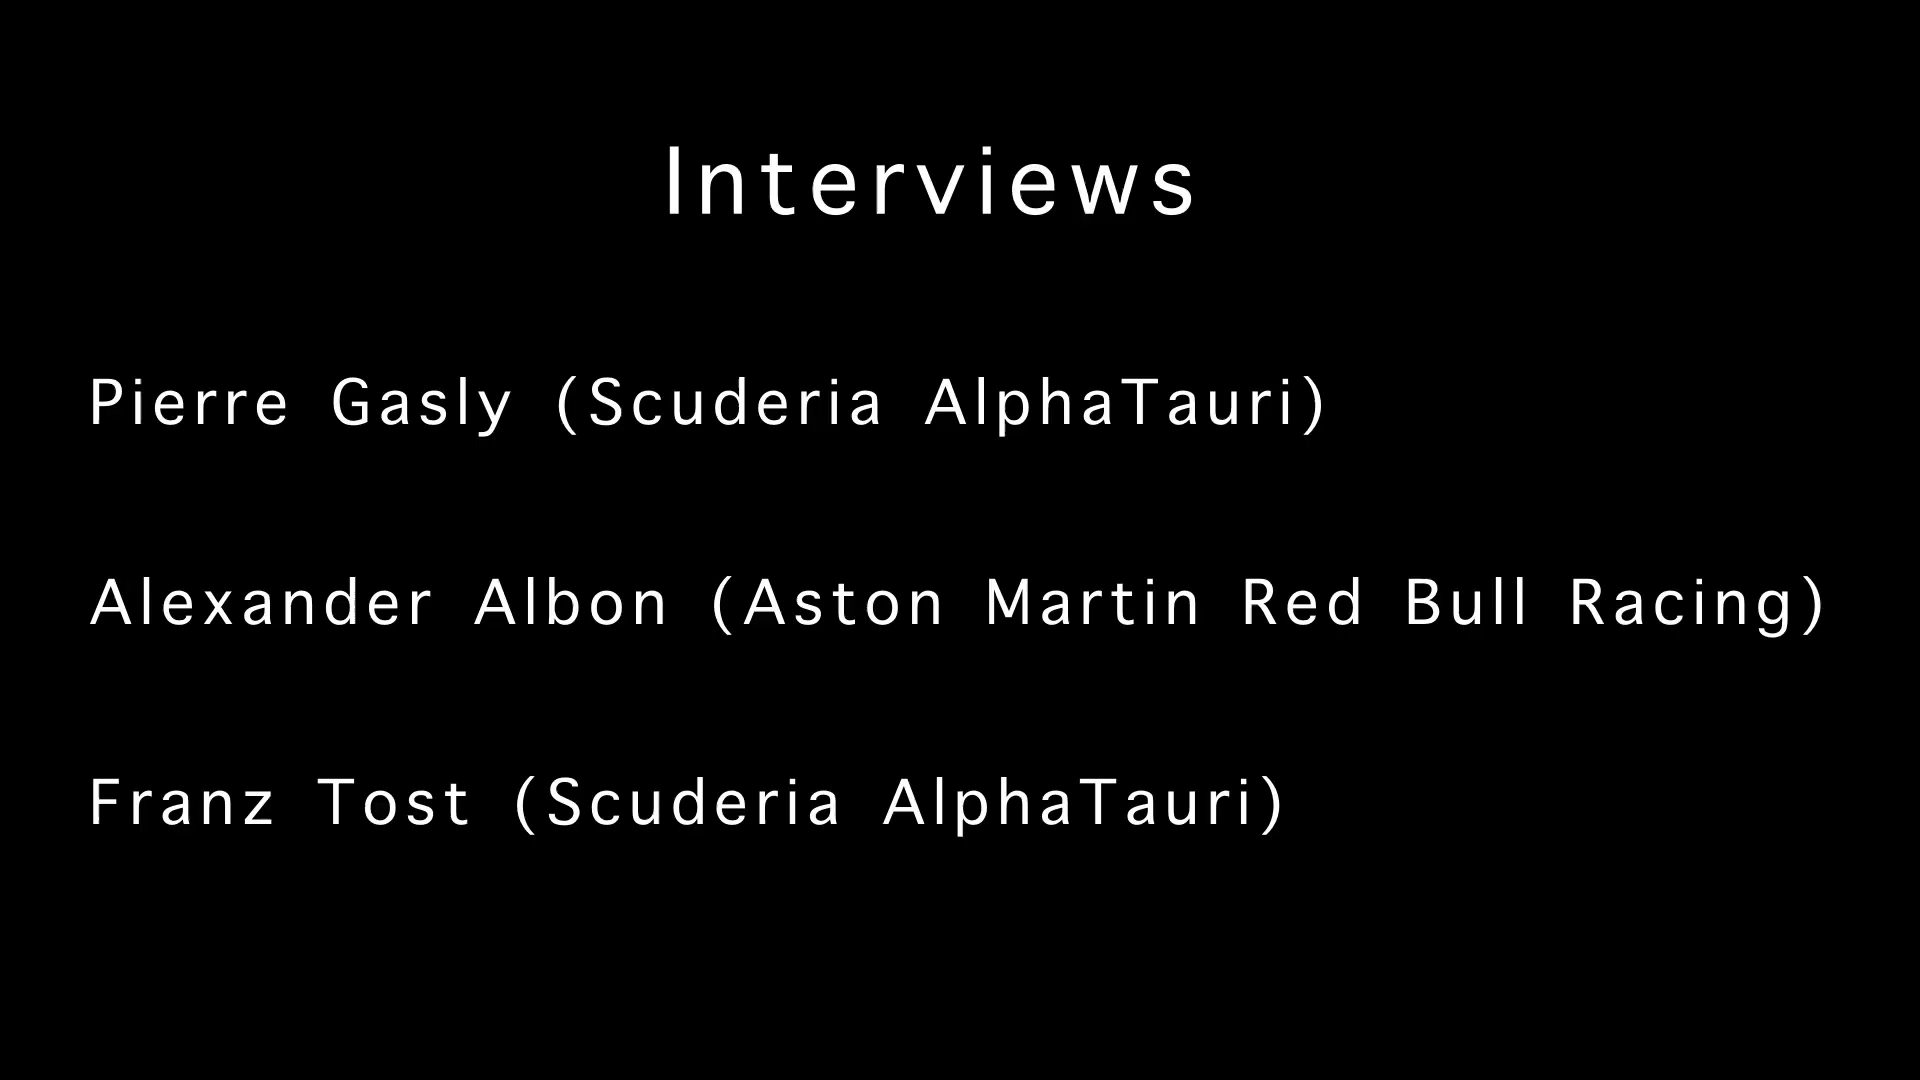 Interviews
Pierre Gasly (Scuderia AlphaTauri)
Alexander Albon (Aston Martin Red Bull Racing)
Franz Tost (Scuderia AlphaTauri)